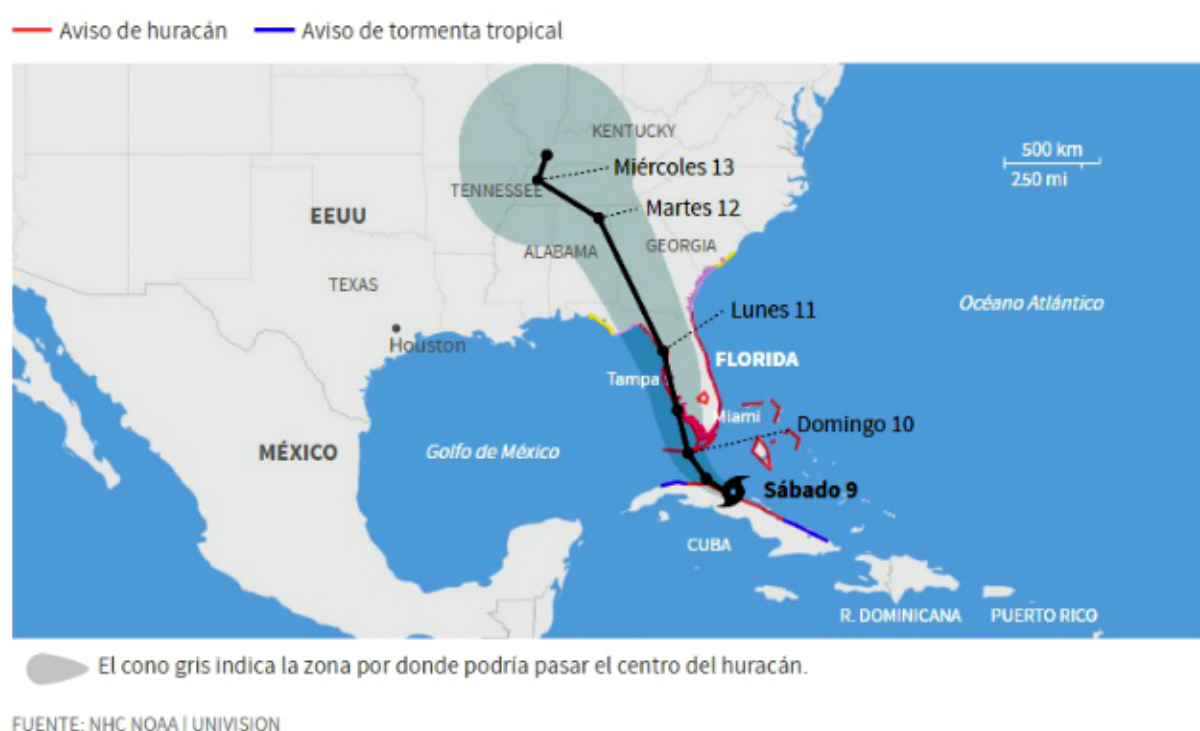 Aviso de huracán
Aviso de tormenta tropical
KENTUCKY
500 km
250 mi
Miércoles 13
TENNESSEE
Martes 12
EEUU
ALABAMA
GEORGIA
TEXAS
Océano Atlántico
Lunes 11
Houston
FLORIDA
Tampa
Miami
Domingo 10
MÉXICO
Golfo de México
Sábado 9
CUBA
R. DOMINICANA
PUERTO RICO
El cono gris indica la zona por donde podría pasar el centro del huracán.
FUENTE: NHC NOAA | UNIVISION